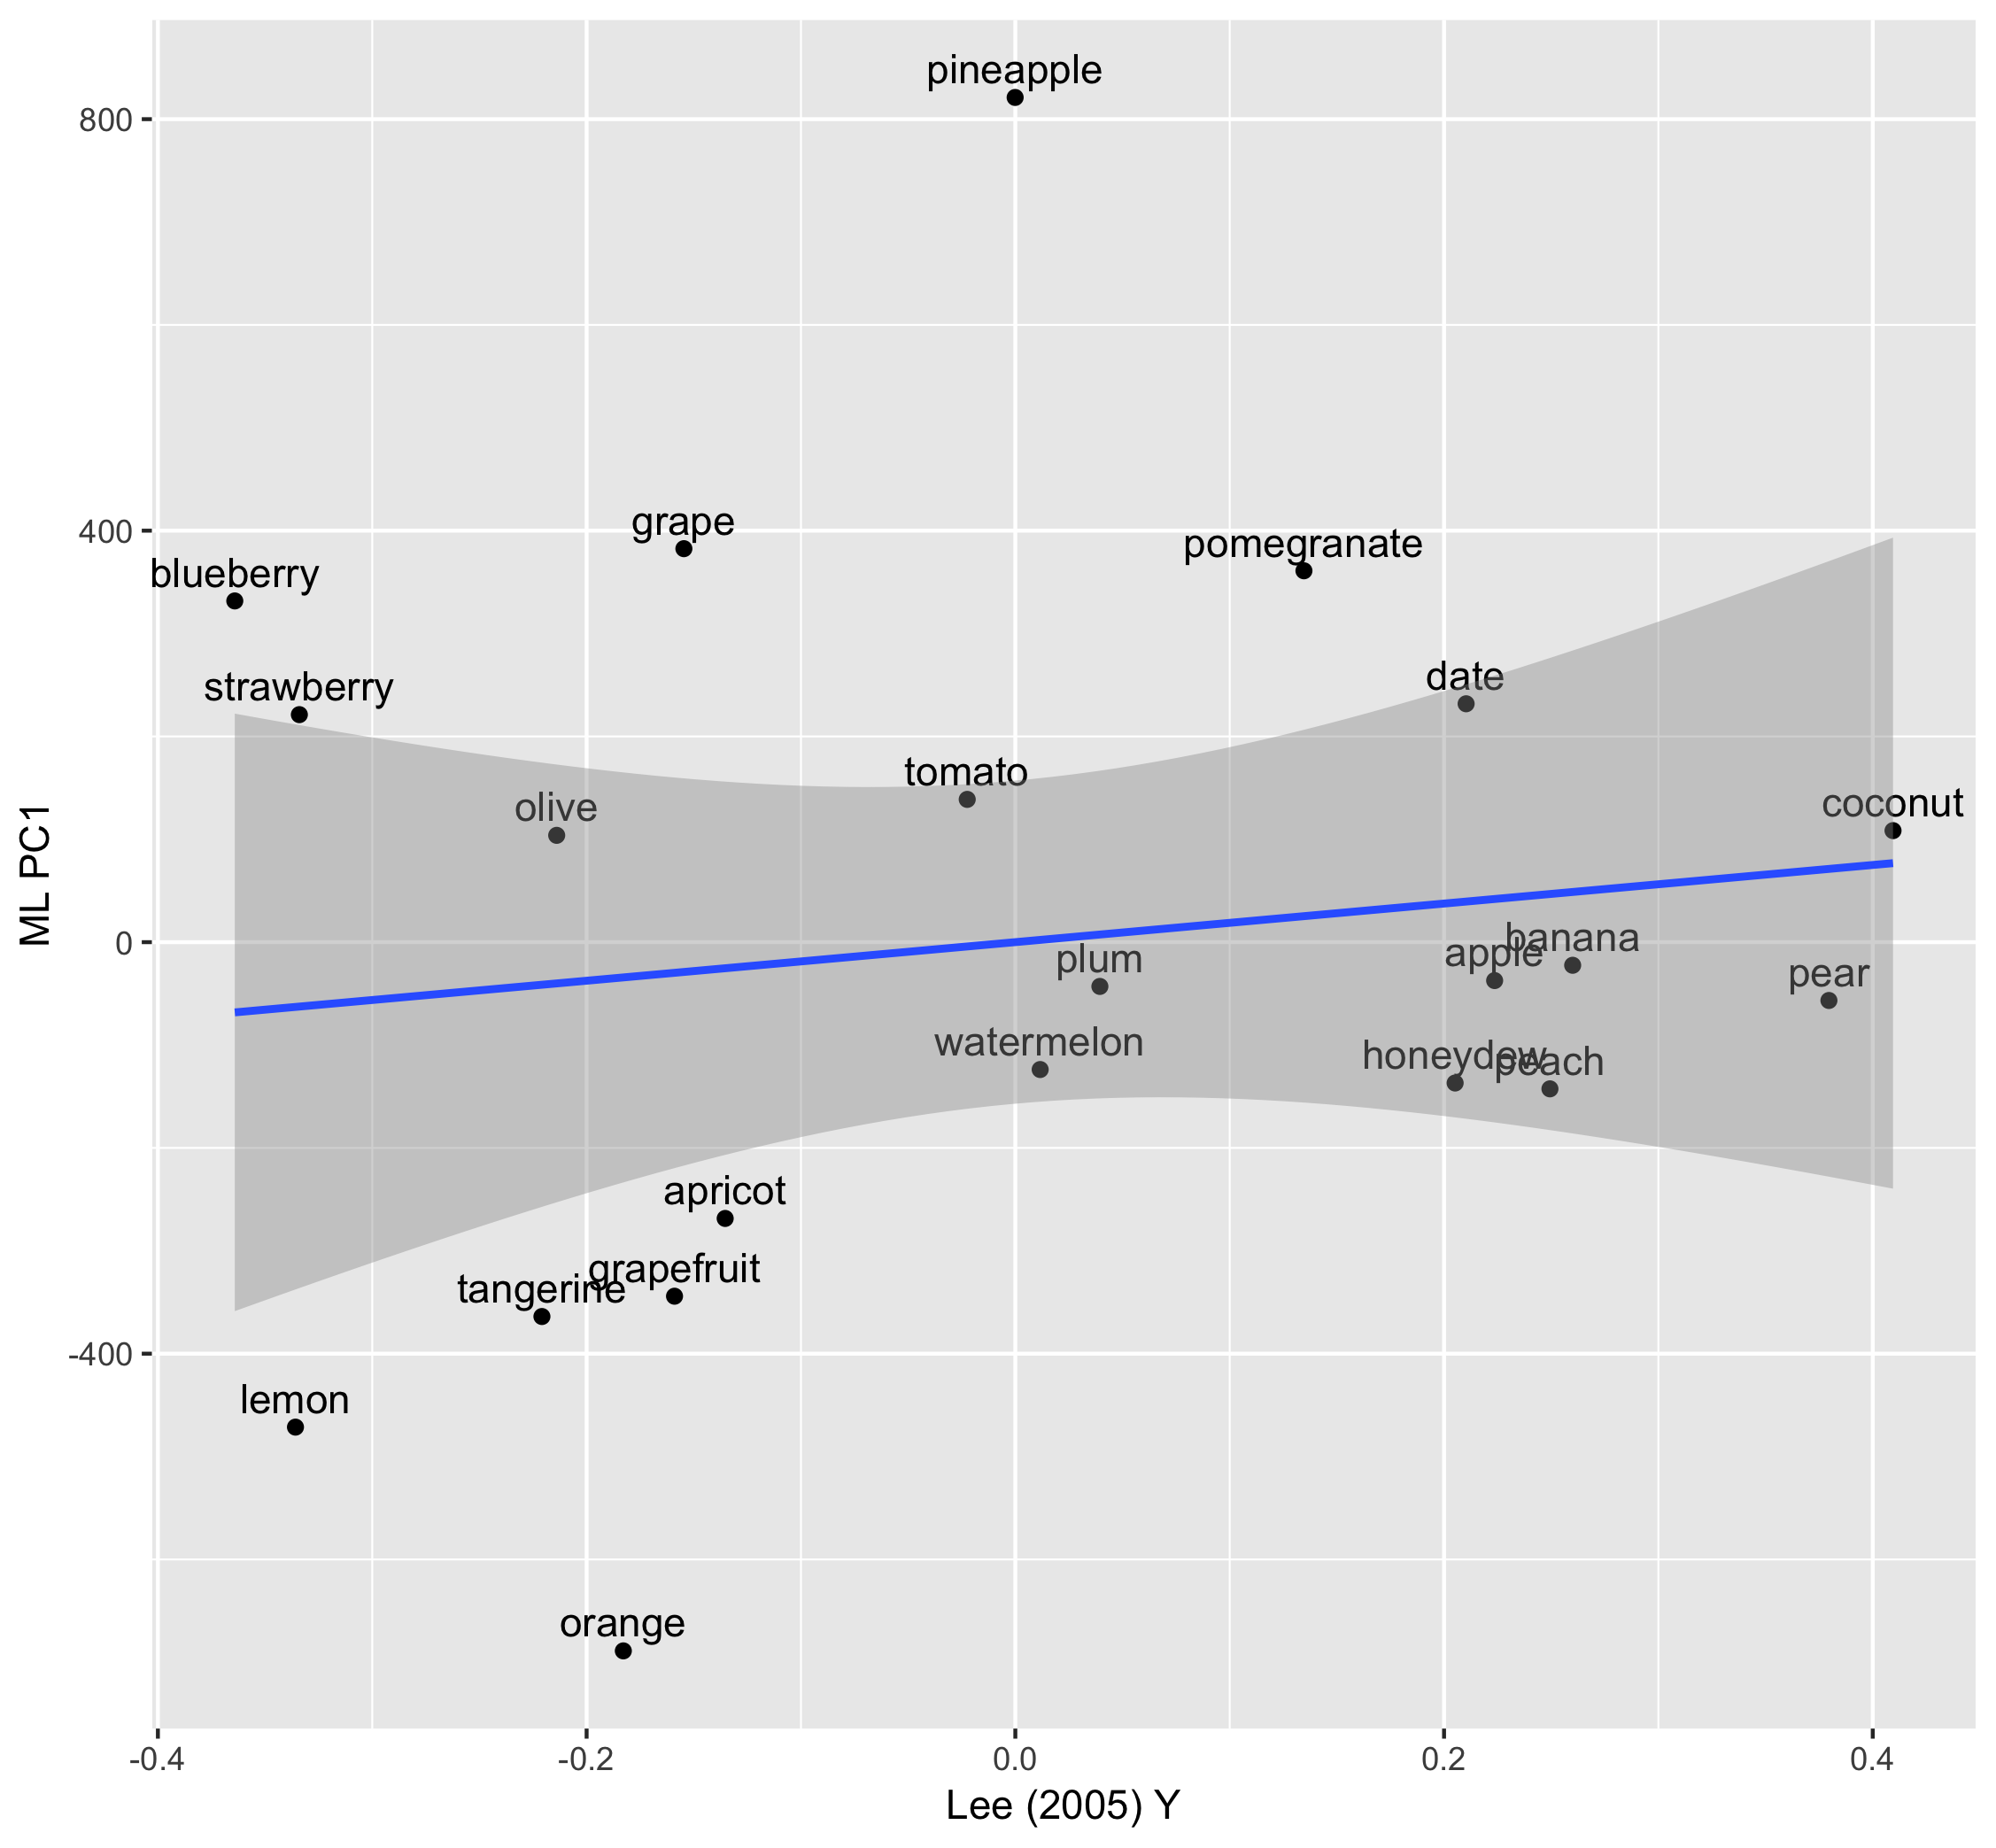 pineapple
800
grape
400
pomegranate
blueberry
strawberry
date
tomato
olive
coconut
ML PC1
0
banana
apple
plum
pear
watermelon
honeydew
peach
apricot
grapefruit
tangerine
-400
lemon
orange
-0.4
-0.2
0.0
0.2
0.4
Lee (2005) Y